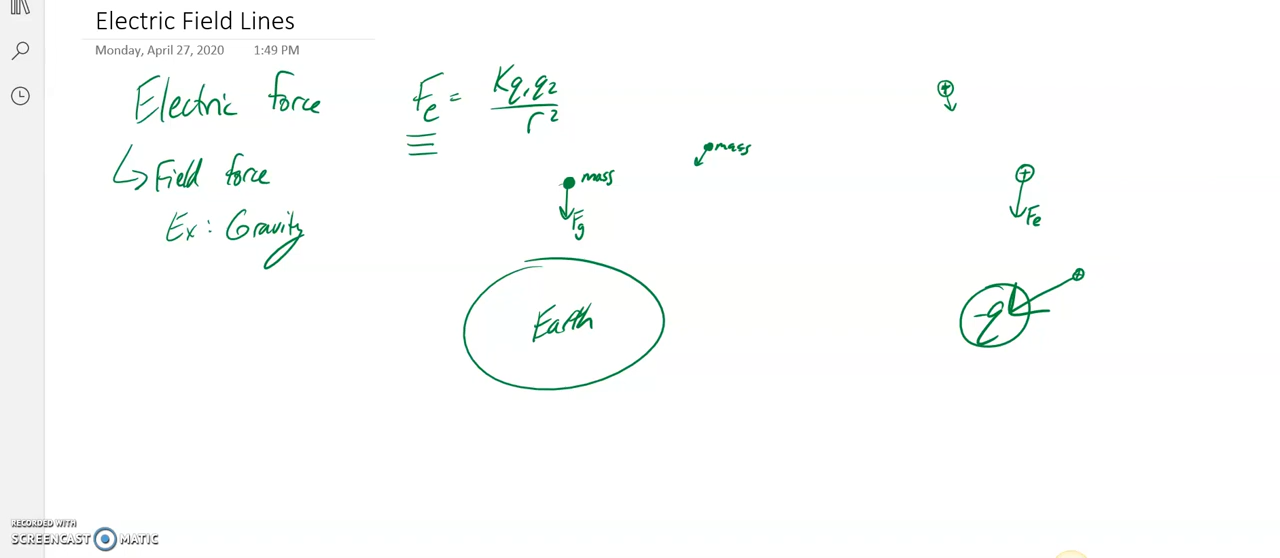 Electric Field Lines
Monday, April 27, 2020 1:49 PM
Electric force Fe = Kq1q2/r²
↳ Field force
Ex: Gravity
mass
Fg
Earth
mass
+
+
Fe
+
-q
RECORDED WITH
SCREENCAST MATIC